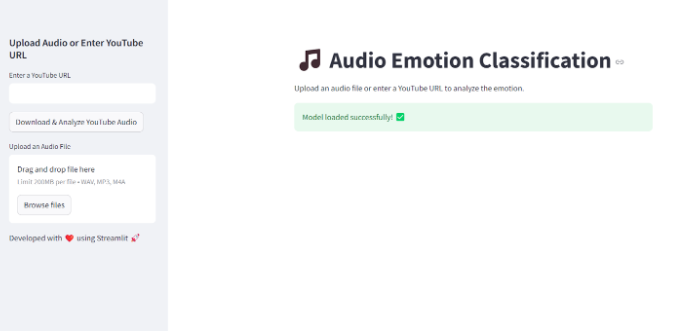 Upload Audio or Enter YouTube
URL
Enter a YouTube URL
Download & Analyze YouTube Audio
Upload an Audio File
Drag and drop file here
Limit 200MB per file • WAV, MP3, M4A
Browse files
Developed with ❤️ using Streamlit 🚀
🎵 Audio Emotion Classification
Upload an audio file or enter a YouTube URL to analyze the emotion.
Model loaded successfully! ✅